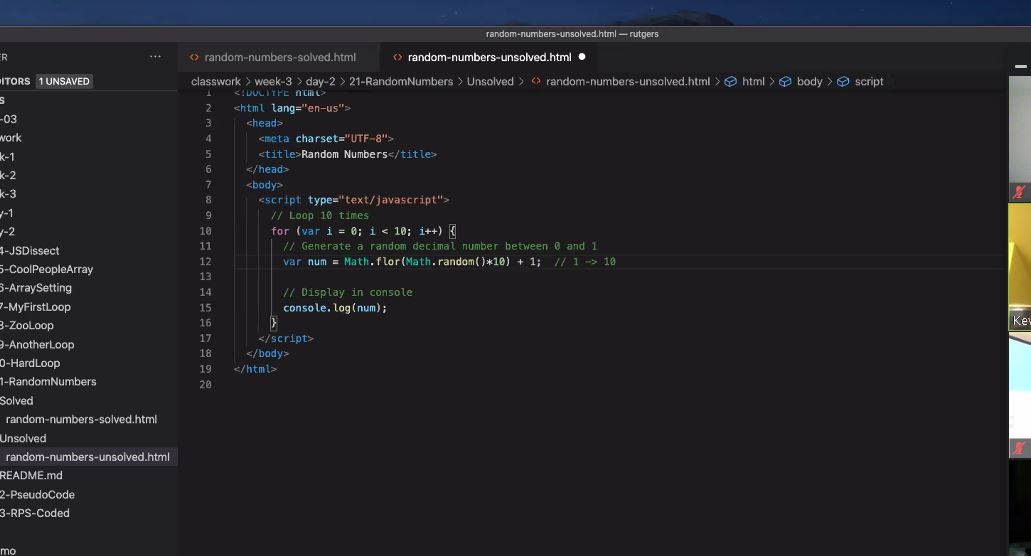 random-numbers-unsolved.html — rutgers
ER ···
<> random-numbers-solved.html
<> random-numbers-unsolved.html ●
ITORS 1 UNSAVED
classwork > week-3 > day-2 > 21-RandomNumbers > Unsolved > <> random-numbers-unsolved.html > html > body > script
S
-03
work
k-1
k-2
k-3
y-1
y-2
4-JSDissect
5-CoolPeopleArray
6-ArraySetting
7-MyFirstLoop
8-ZooLoop
9-AnotherLoop
0-HardLoop
1-RandomNumbers
Solved
random-numbers-solved.html
Unsolved
random-numbers-unsolved.html
README.md
2-PseudoCode
3-RPS-Coded
mo
1 <!DOCTYPE html>
2 <html lang="en-us">
3 <head>
4 <meta charset="UTF-8">
5 <title>Random Numbers</title>
6 </head>
7 <body>
8 <script type="text/javascript">
9 // Loop 10 times
10 for (var i = 0; i < 10; i++) {
11 // Generate a random decimal number between 0 and 1
12 var num = Math.flor(Math.random()*10) + 1; // 1 -> 10
13
14 // Display in console
15 console.log(num);
16 }
17 </script>
18 </body>
19 </html>
20
Kev